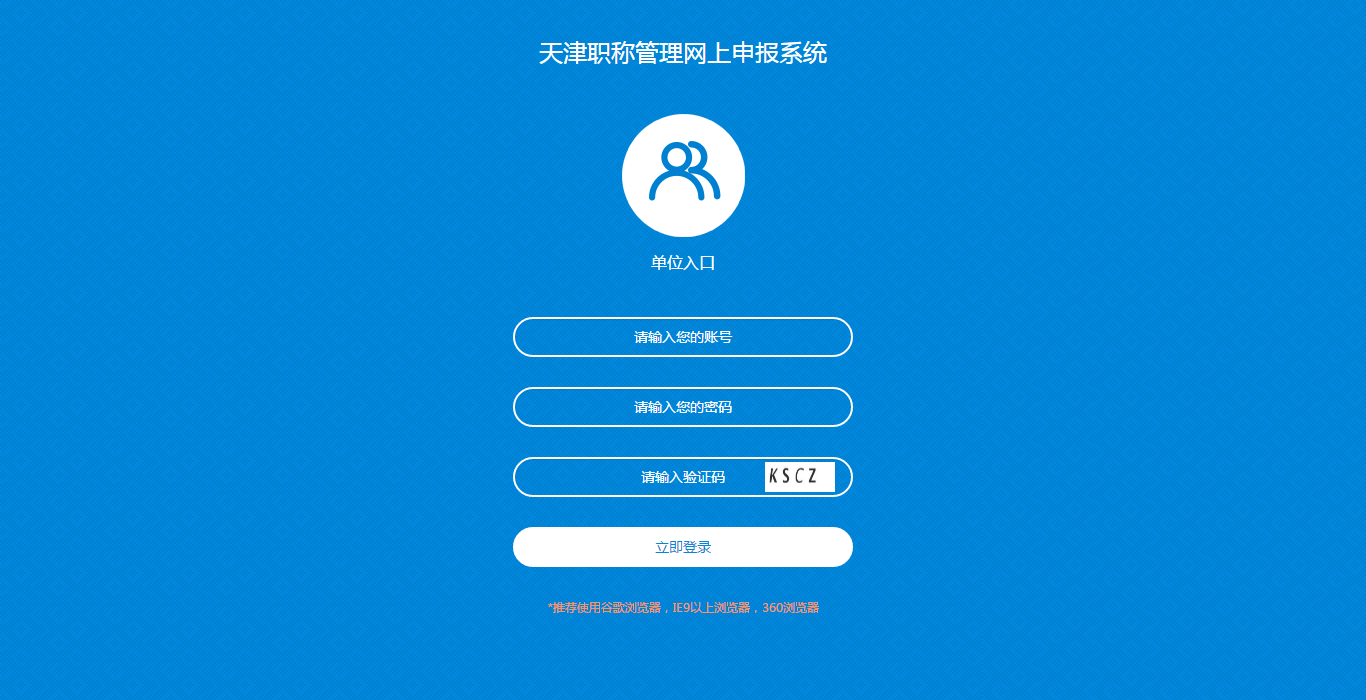 天津职称管理网上申报系统
单位入口
请输入您的账号
请输入您的密码
请输入验证码 KSCZ
立即登录
*推荐使用谷歌浏览器，IE9以上浏览器，360浏览器